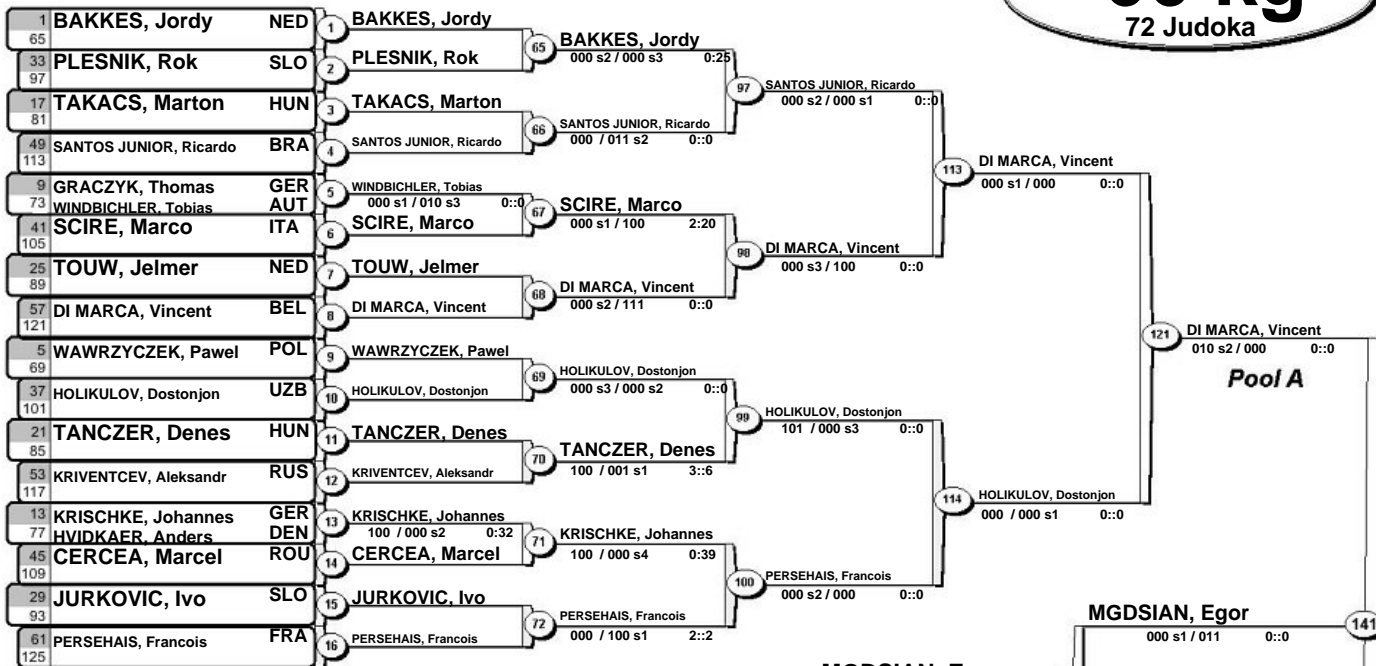 72 Judoka
1 BAKKES, Jordy NED
65
33 PLESNIK, Rok SLO
97
17 TAKACS, Marton HUN
81
49 SANTOS JUNIOR, Ricardo BRA
113
9 GRACZYK, Thomas GER
73 WINDBICHLER, Tobias AUT
41 SCIRE, Marco ITA
105
25 TOUW, Jelmer NED
89
57 DI MARCA, Vincent BEL
121
5 WAWRZYCZEK, Pawel POL
69
37 HOLIKULOV, Dostonjon UZB
101
21 TANCZER, Denes HUN
85
53 KRIVENTCEV, Aleksandr RUS
117
13 KRISCHKE, Johannes GER
77 HVIDKAER, Anders DEN
45 CERCEA, Marcel ROU
109
29 JURKOVIC, Ivo SLO
93
61 PERSEHAIS, Francois FRA
125
1 BAKKES, Jordy
2 PLESNIK, Rok
3 TAKACS, Marton
4 SANTOS JUNIOR, Ricardo
5 WINDBICHLER, Tobias
000 s1 / 010 s3 0::0
6 SCIRE, Marco
7 TOUW, Jelmer
8 DI MARCA, Vincent
9 WAWRZYCZEK, Pawel
10 HOLIKULOV, Dostonjon
11 TANCZER, Denes
12 KRIVENTCEV, Aleksandr
13 KRISCHKE, Johannes
100 / 000 s2 0:32
14 CERCEA, Marcel
15 JURKOVIC, Ivo
16 PERSEHAIS, Francois
65 BAKKES, Jordy
000 s2 / 000 s3 0:25
66 SANTOS JUNIOR, Ricardo
000 / 011 s2 0::0
67 SCIRE, Marco
000 s1 / 100 2:20
68 DI MARCA, Vincent
000 s2 / 111 0::0
69 HOLIKULOV, Dostonjon
000 s3 / 000 s2 0::0
70 TANCZER, Denes
100 / 001 s1 3::6
71 KRISCHKE, Johannes
100 / 000 s4 0:39
72 PERSEHAIS, Francois
000 / 100 s1 2::2
97 SANTOS JUNIOR, Ricardo
000 s2 / 000 s1 0::0
98 DI MARCA, Vincent
000 s3 / 100 0::0
99 HOLIKULOV, Dostonjon
101 / 000 s3 0::0
100 PERSEHAIS, Francois
000 s2 / 000 0::0
113 DI MARCA, Vincent
000 s1 / 000 0::0
114 HOLIKULOV, Dostonjon
000 / 000 s1 0::0
121 DI MARCA, Vincent
010 s2 / 000 0::0
Pool A
MGDSIAN, Egor
000 s1 / 011 0::0
141